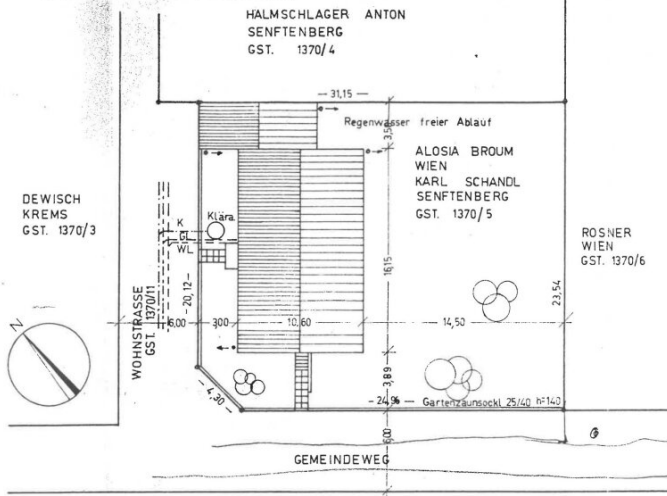 HALMSCHLAGER ANTON
SENFTENBERG
GST. 1370/4
31,15
Regenwasser freier Ablauf
3,50
ALOSIA BROUM
WIEN
KARL SCHANDL
SENFTENBERG
GST. 1370/5
DEWISCH
KREMS
GST. 1370/3
ROSNER
WIEN
GST. 1370/6
K
Klära.
GL
WL
WOHNSTRASSE
GST. 1370/11
20,12
16,15
23,54
6,00
300
10,60
14,50
N
4,30
3,89
24,96
Gartenzaunsockl 25/40 h=140
6,00
GEMEINDEWEG